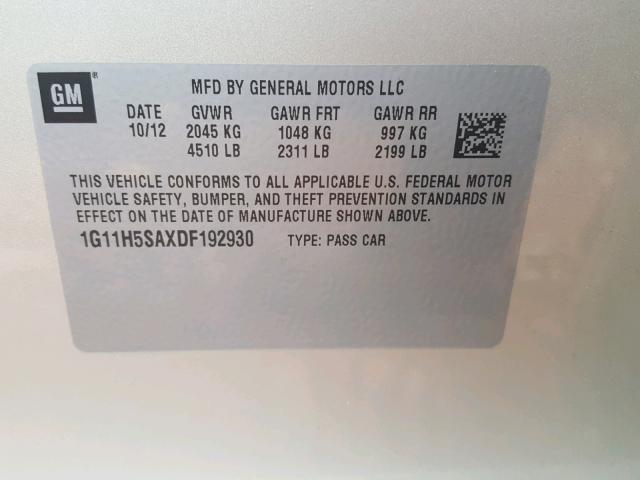 GM ®
MFD BY GENERAL MOTORS LLC
DATE GVWR GAWR FRT GAWR RR
10/12 2045 KG 1048 KG 997 KG
4510 LB 2311 LB 2199 LB
THIS VEHICLE CONFORMS TO ALL APPLICABLE U.S. FEDERAL MOTOR
VEHICLE SAFETY, BUMPER, AND THEFT PREVENTION STANDARDS IN
EFFECT ON THE DATE OF MANUFACTURE SHOWN ABOVE.
1G11H5SAXDF192930 TYPE: PASS CAR